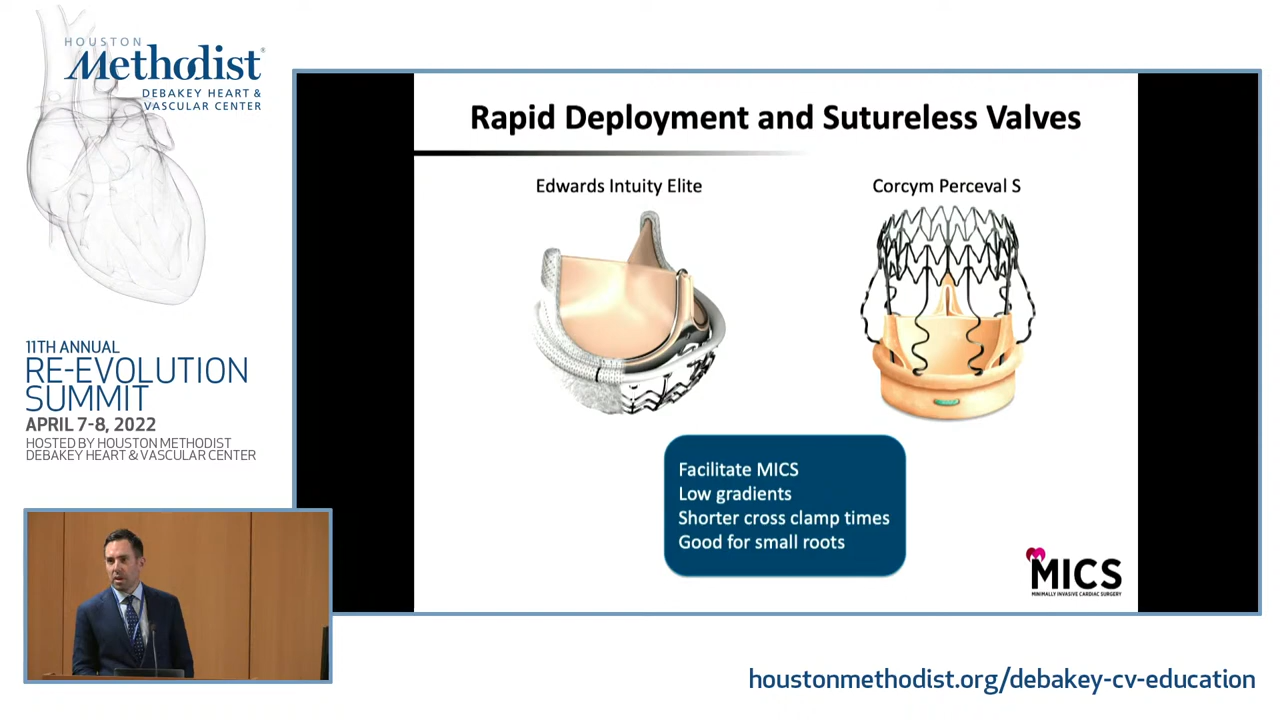 HOUSTON
Methodist®
DEBAKEY HEART &
VASCULAR CENTER
11TH ANNUAL
RE-EVOLUTION
SUMMIT
APRIL 7-8, 2022
HOSTED BY HOUSTON METHODIST
DEBAKEY HEART & VASCULAR CENTER
Rapid Deployment and Sutureless Valves
Edwards Intuity Elite
Corcym Perceval S
Facilitate MICS
Low gradients
Shorter cross clamp times
Good for small roots
MICS
MINIMALLY INVASIVE CARDIAC SURGERY
houstonmethodist.org/debakey-cv-education